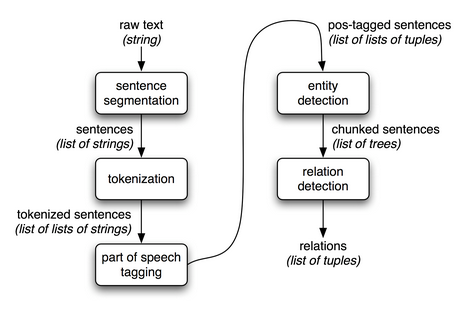 raw text
(string)
sentence
segmentation
sentences
(list of strings)
tokenization
tokenized sentences
(list of lists of strings)
part of speech
tagging
pos-tagged sentences
(list of lists of tuples)
entity
detection
chunked sentences
(list of trees)
relation
detection
relations
(list of tuples)